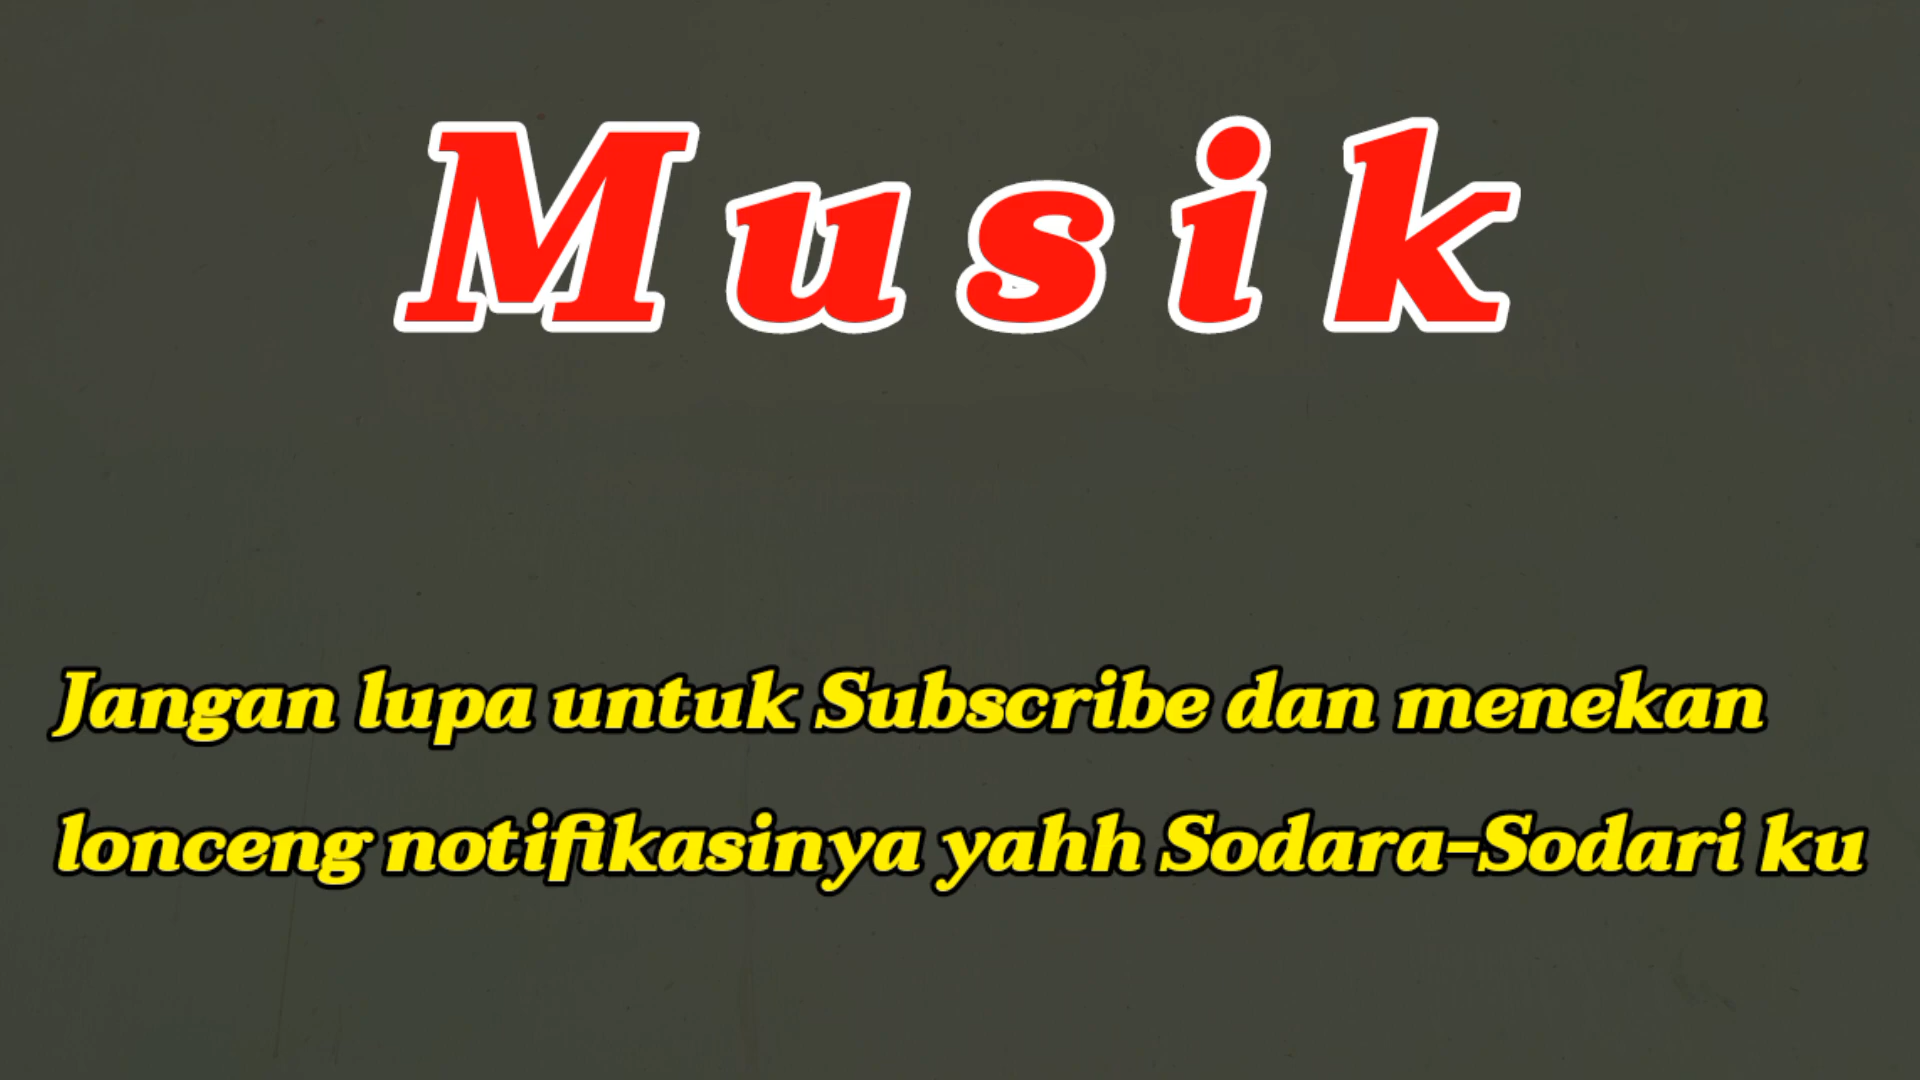 Musik
Jangan lupa untuk Subscribe dan menekan
lonceng notifikasinya yahh Sodara-Sodari ku